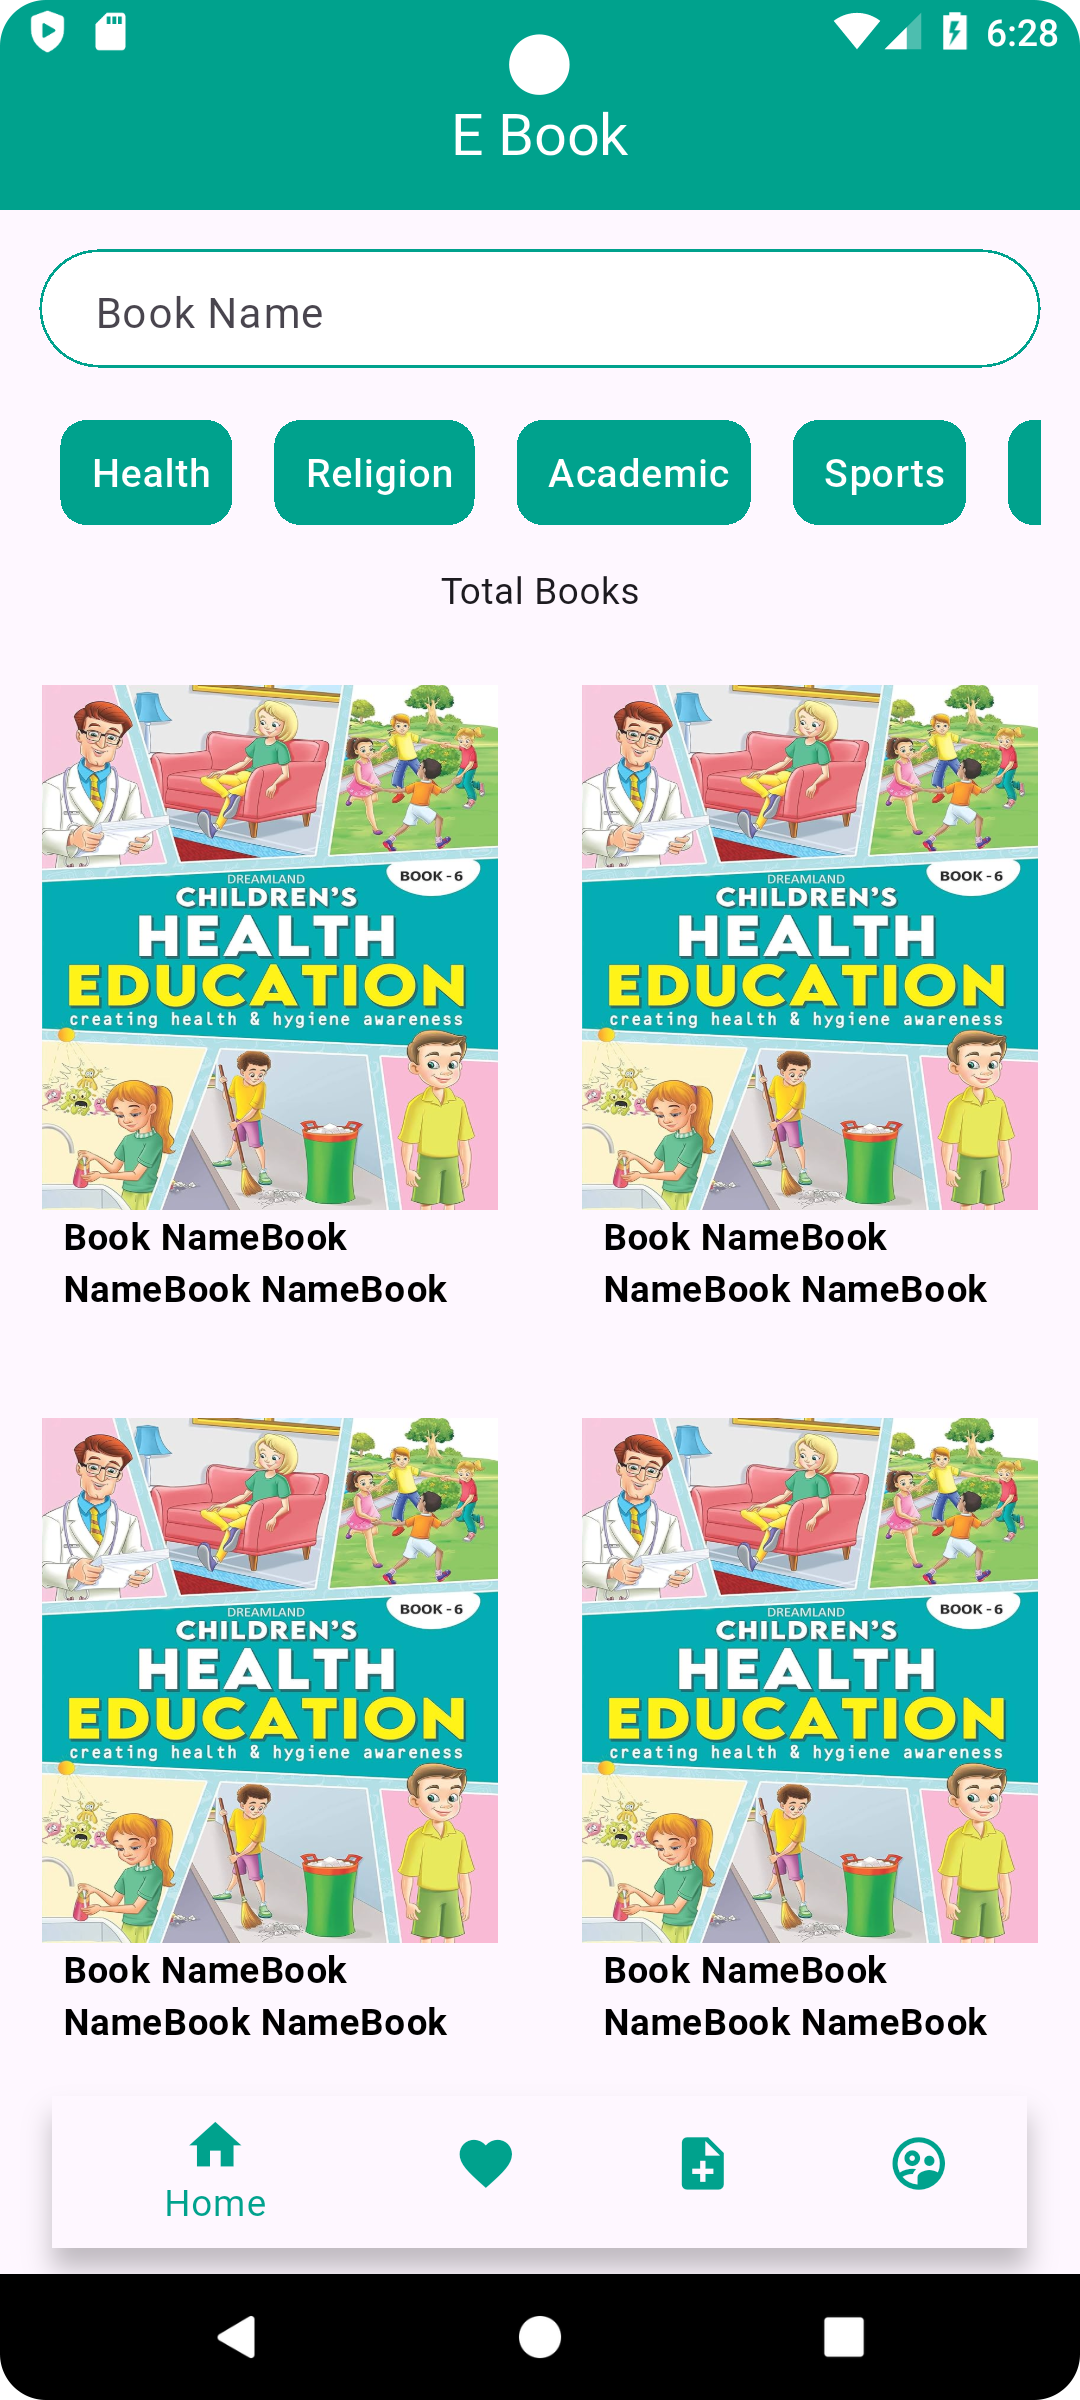 6:28
E Book
Book Name
Health Religion Academic Sports
Total Books
DREAMLAND
BOOK - 6
CHILDREN'S
HEALTH
EDUCATION
creating health & hygiene awareness
Book NameBook
NameBook NameBook
DREAMLAND
BOOK - 6
CHILDREN'S
HEALTH
EDUCATION
creating health & hygiene awareness
Book NameBook
NameBook NameBook
DREAMLAND
BOOK - 6
CHILDREN'S
HEALTH
EDUCATION
creating health & hygiene awareness
Book NameBook
NameBook NameBook
DREAMLAND
BOOK - 6
CHILDREN'S
HEALTH
EDUCATION
creating health & hygiene awareness
Book NameBook
NameBook NameBook
Home